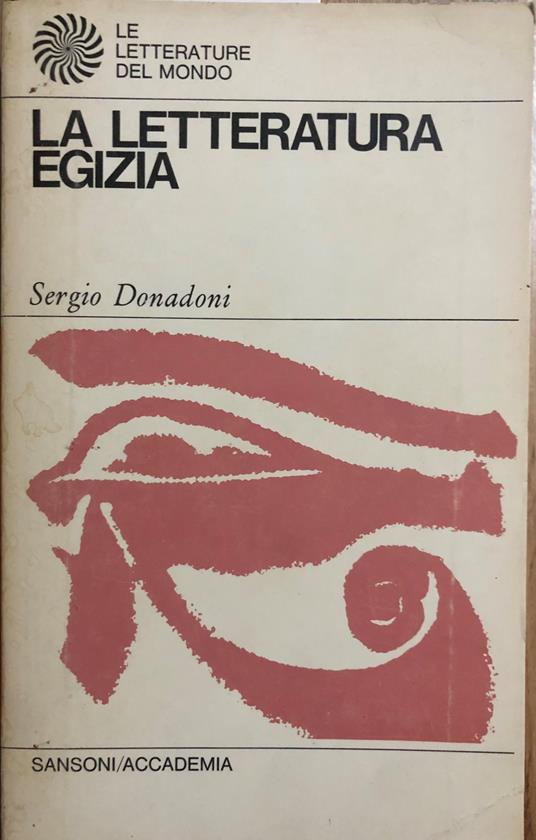 LE
LETTERATURE
DEL MONDO
LA LETTERATURA
EGIZIA
Sergio Donadoni
SANSONI/ACCADEMIA